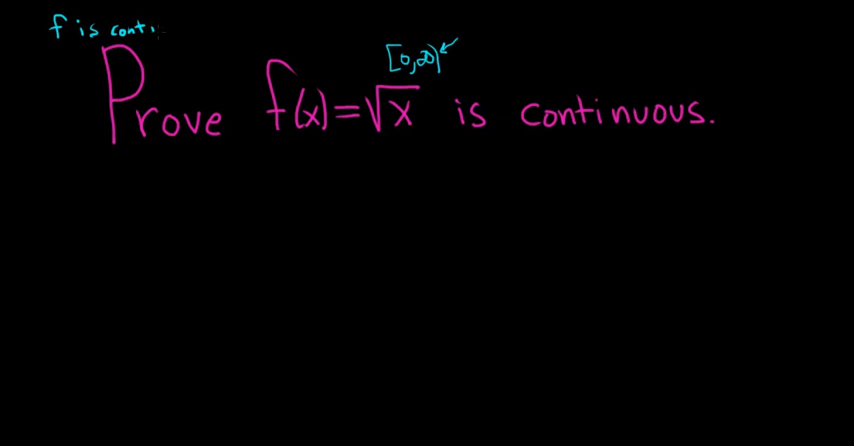 f is conti
[0,∞)
Prove f(x)=√x is continuous.